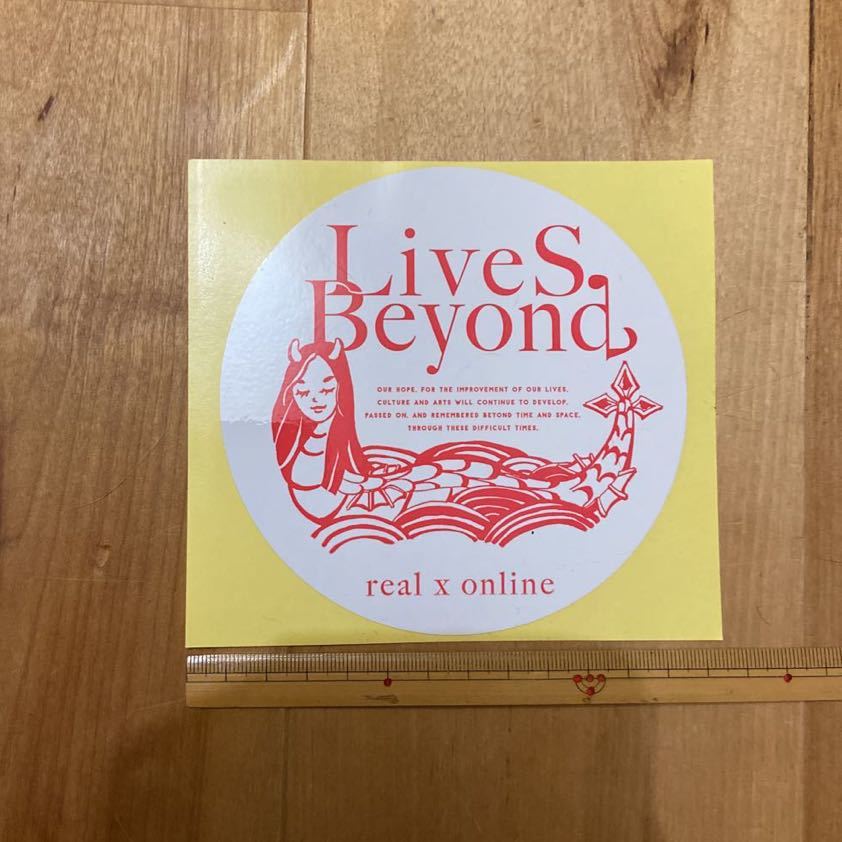 LiveS
Beyond
OUR HOPE, FOR THE IMPROVEMENT OF OUR LIVES,
CULTURE AND ARTS WILL CONTINUE TO DEVELOP,
PASSED ON, AND REMEMBERED BEYOND TIME AND SPACE,
THROUGH THESE DIFFICULT TIMES.
real x online